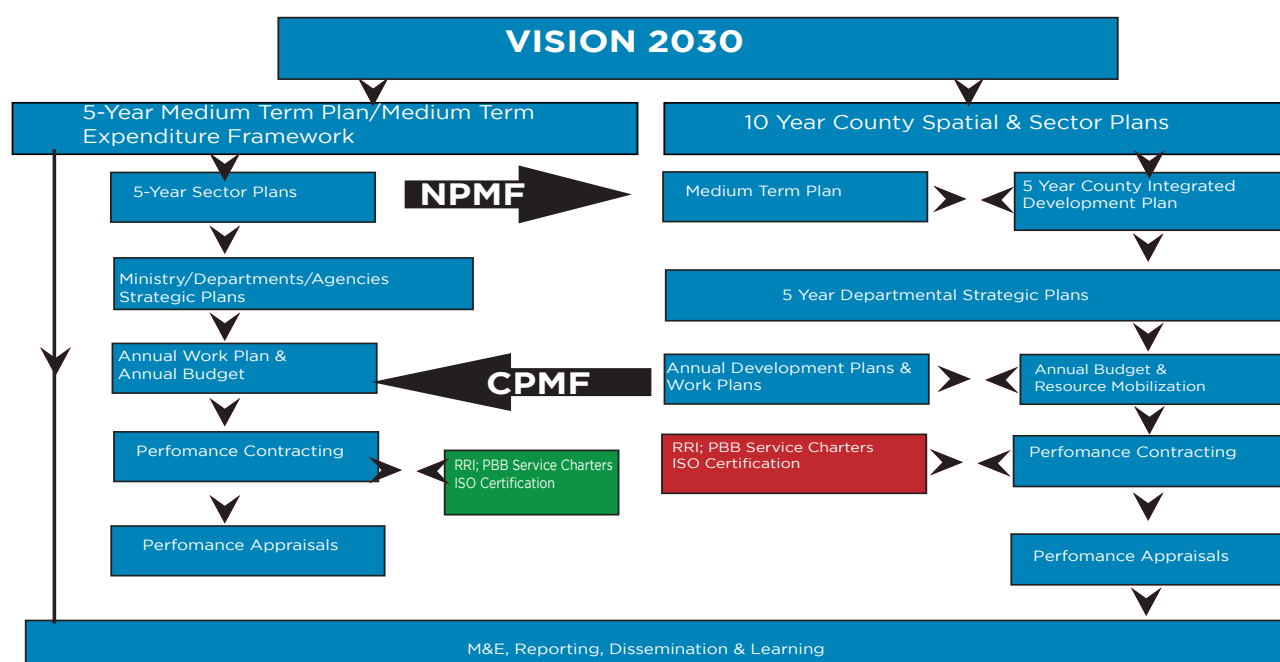 VISION 2030
5-Year Medium Term Plan/Medium Term
Expenditure Framework
10 Year County Spatial & Sector Plans
5-Year Sector Plans
NPMF
Medium Term Plan
5 Year County Integrated
Development Plan
Ministry/Departments/Agencies
Strategic Plans
5 Year Departmental Strategic Plans
Annual Work Plan &
Annual Budget
CPMF
Annual Development Plans &
Work Plans
Annual Budget &
Resource Mobilization
Perfomance Contracting
RRI; PBB Service Charters
ISO Certification
RRI; PBB Service Charters
ISO Certification
Perfomance Contracting
Perfomance Appraisals
Perfomance Appraisals
M&E, Reporting, Dissemination & Learning